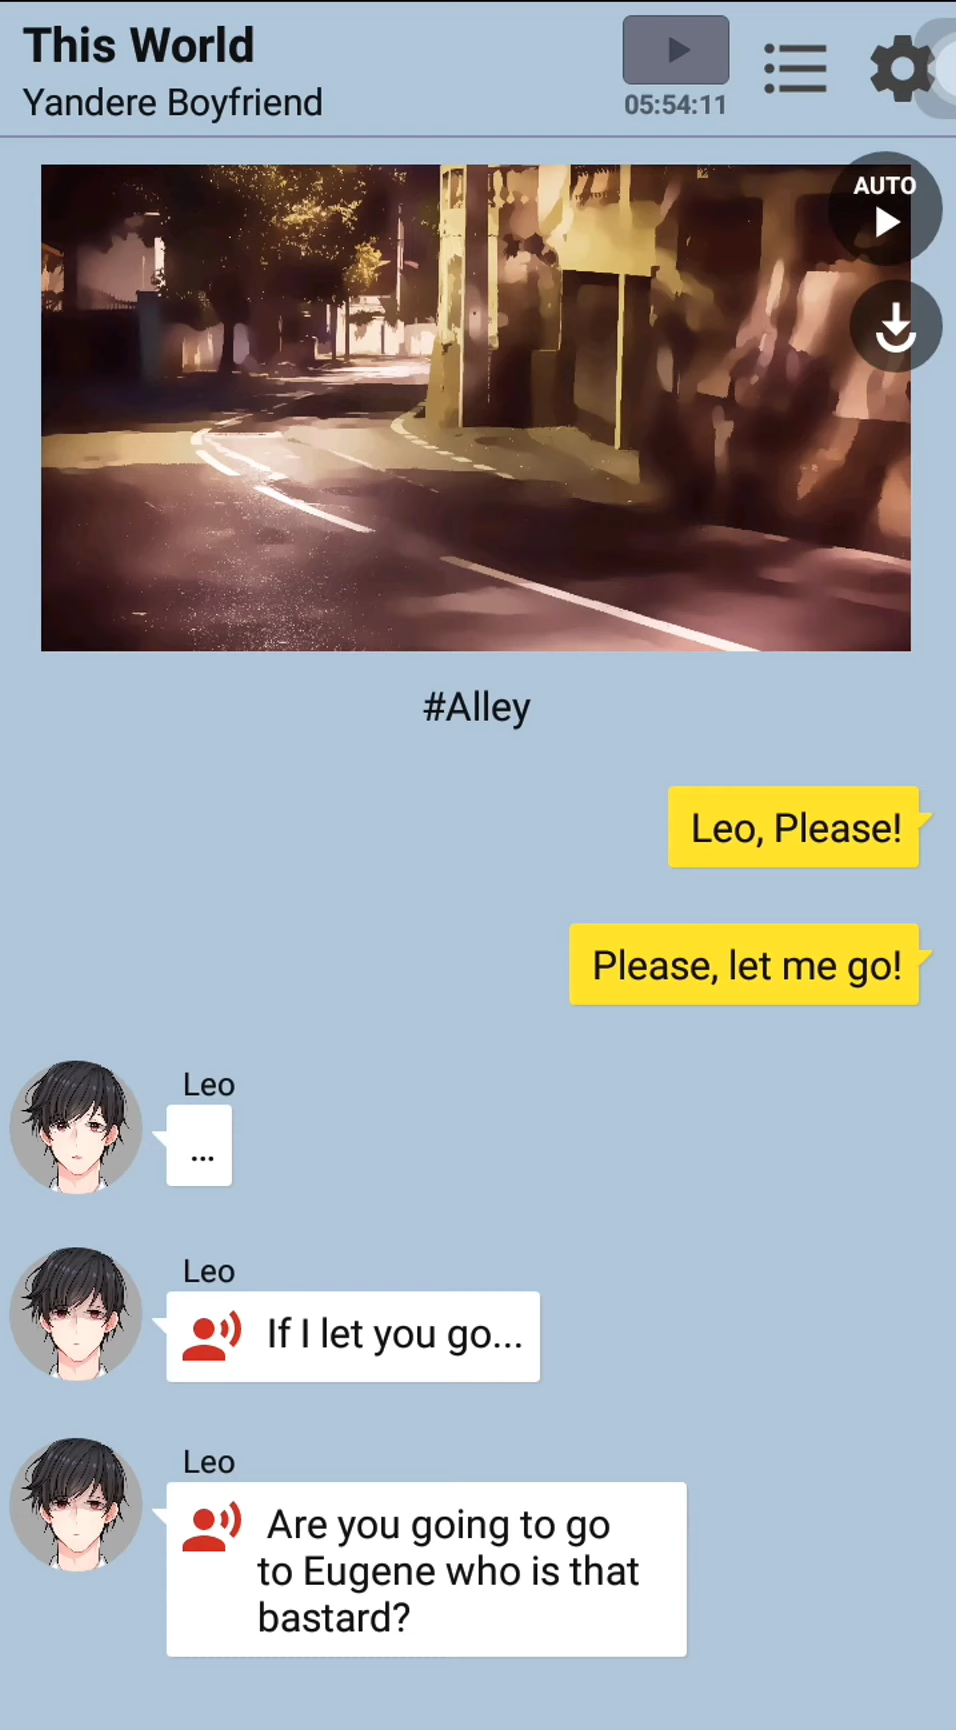 This World
Yandere Boyfriend
05:54:11
AUTO
#Alley
Leo, Please!
Please, let me go!
Leo
...
Leo
If I let you go...
Leo
Are you going to go
to Eugene who is that
bastard?